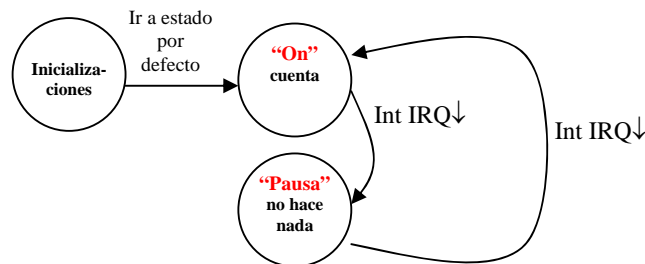 Ir a estado
por
defecto
Inicializa-
ciones
“On”
cuenta
Int IRQ↓
Int IRQ↓
“Pausa”
no hace
nada